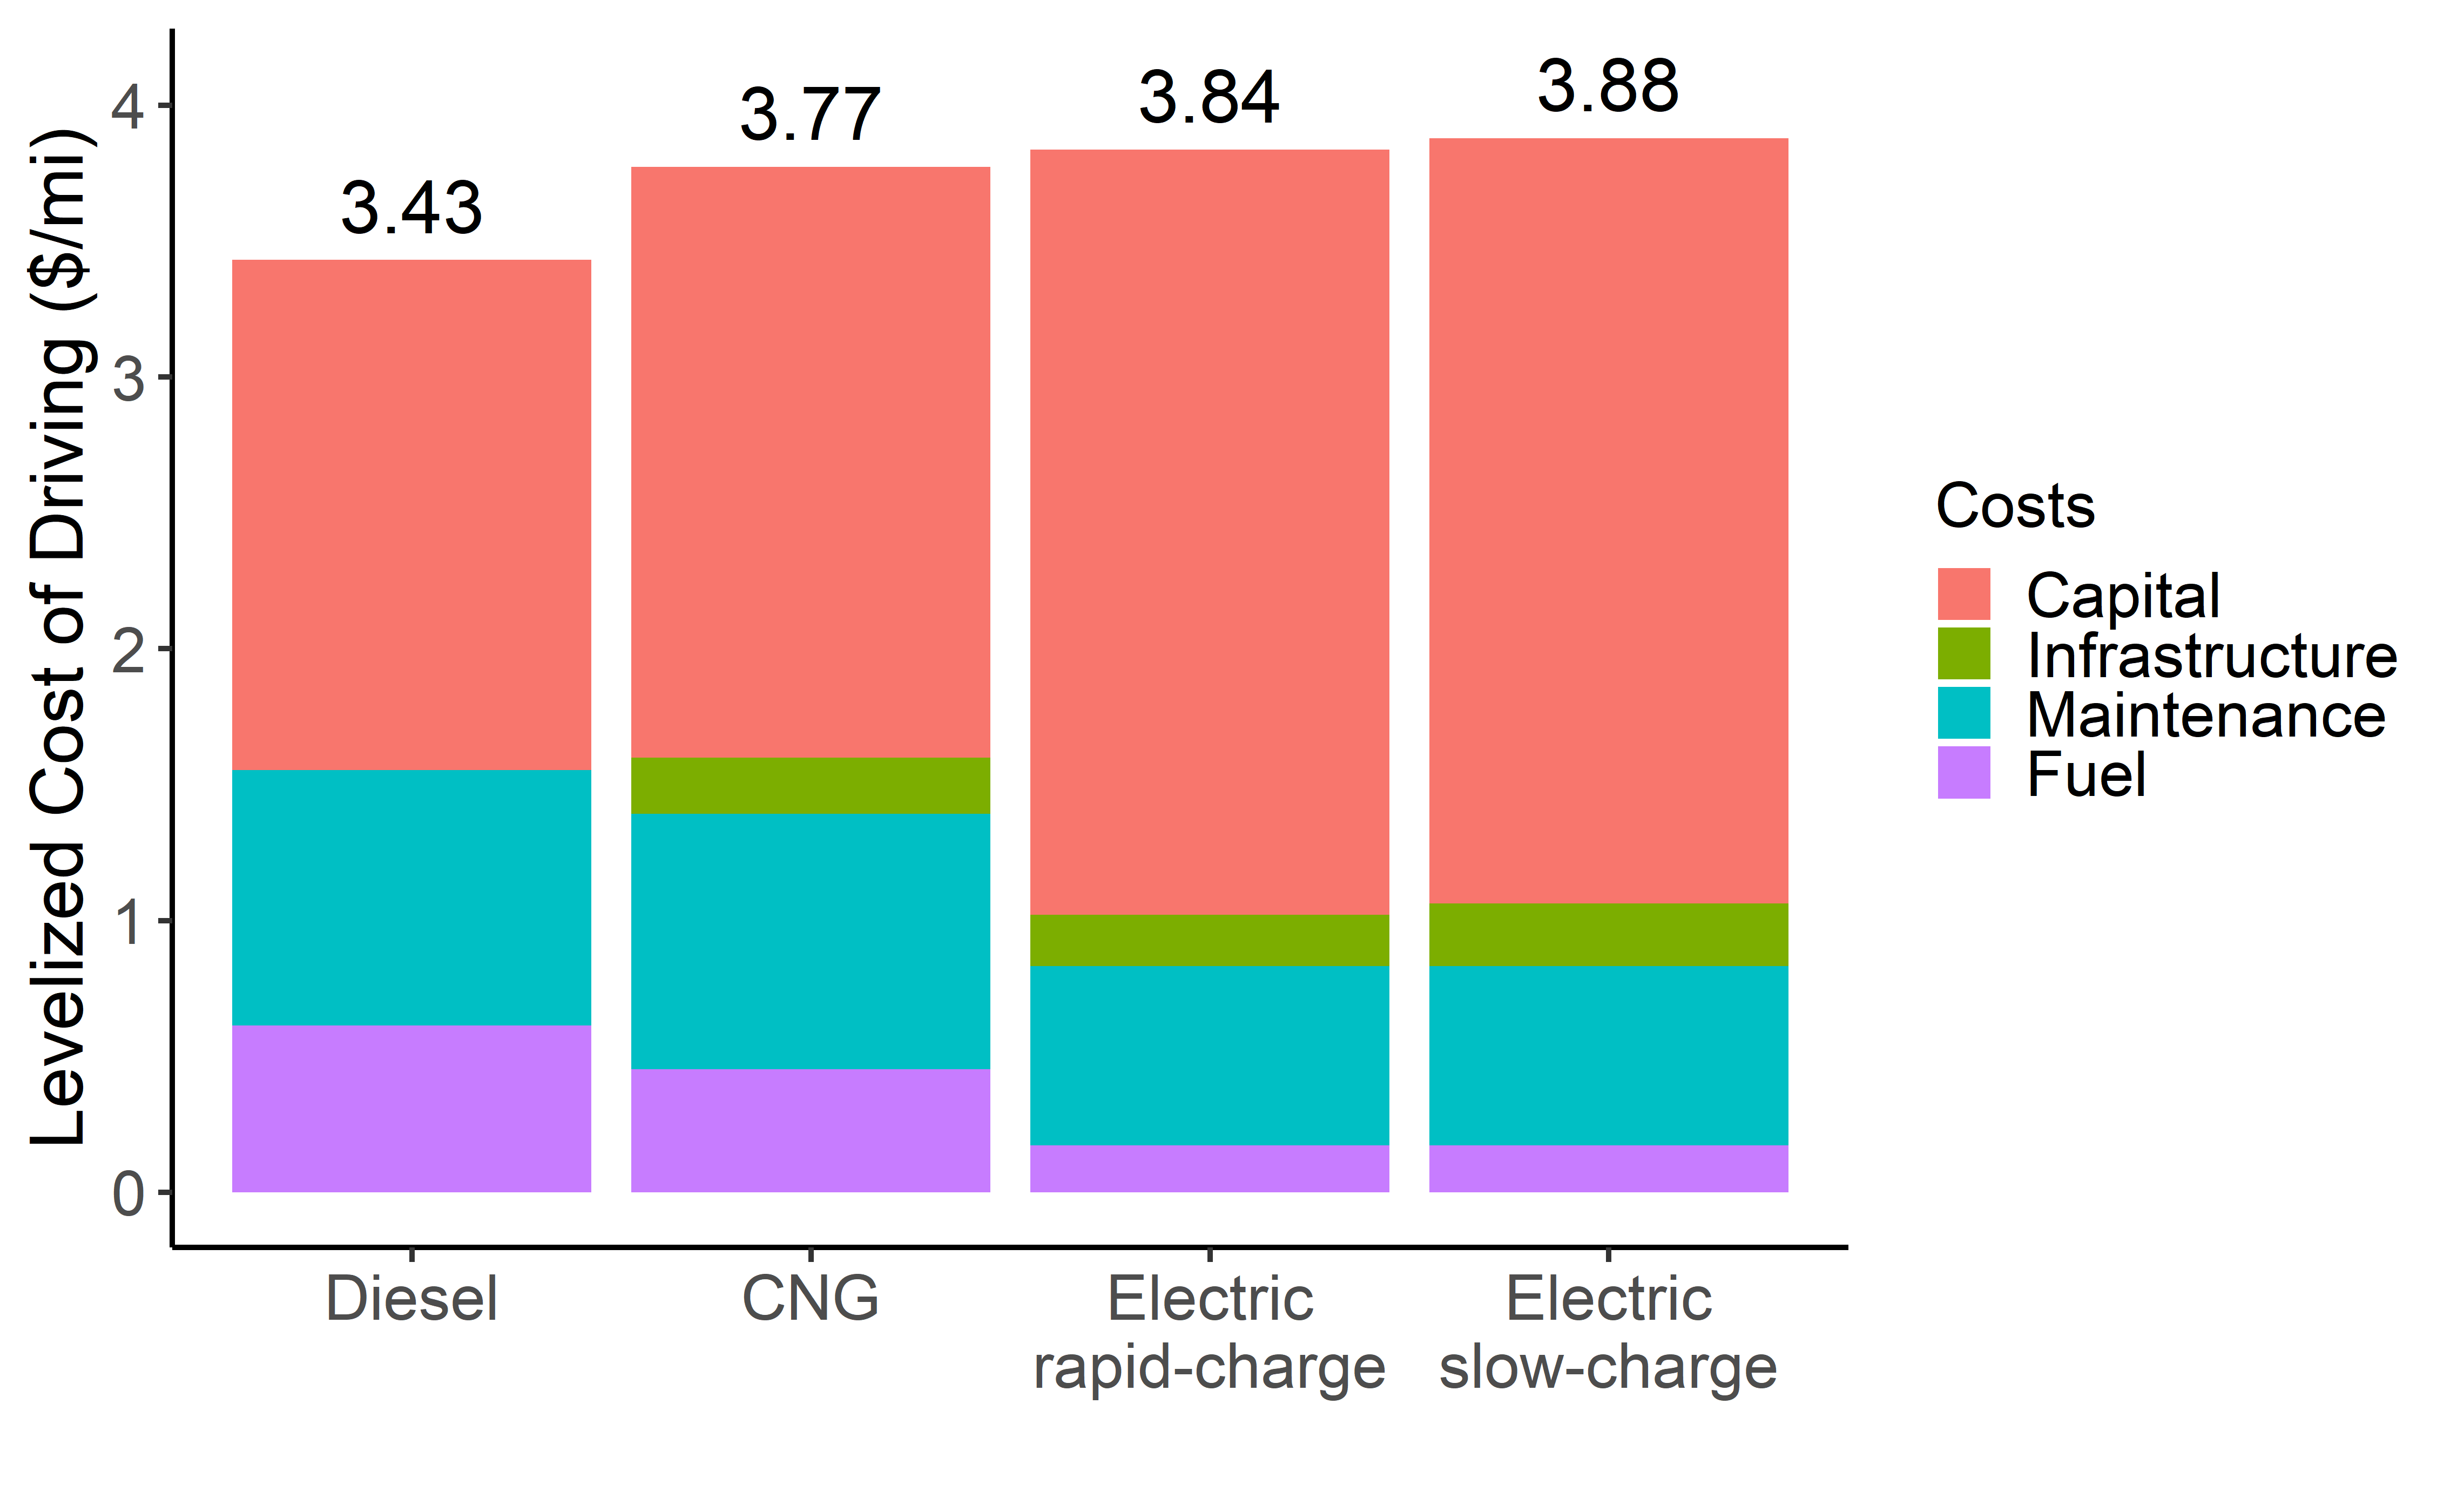 Levelized Cost of Driving ($/mi)
4
3
2
1
0
3.43
3.77
3.84
3.88
Diesel
CNG
Electric
rapid-charge
Electric
slow-charge
Costs
Capital
Infrastructure
Maintenance
Fuel